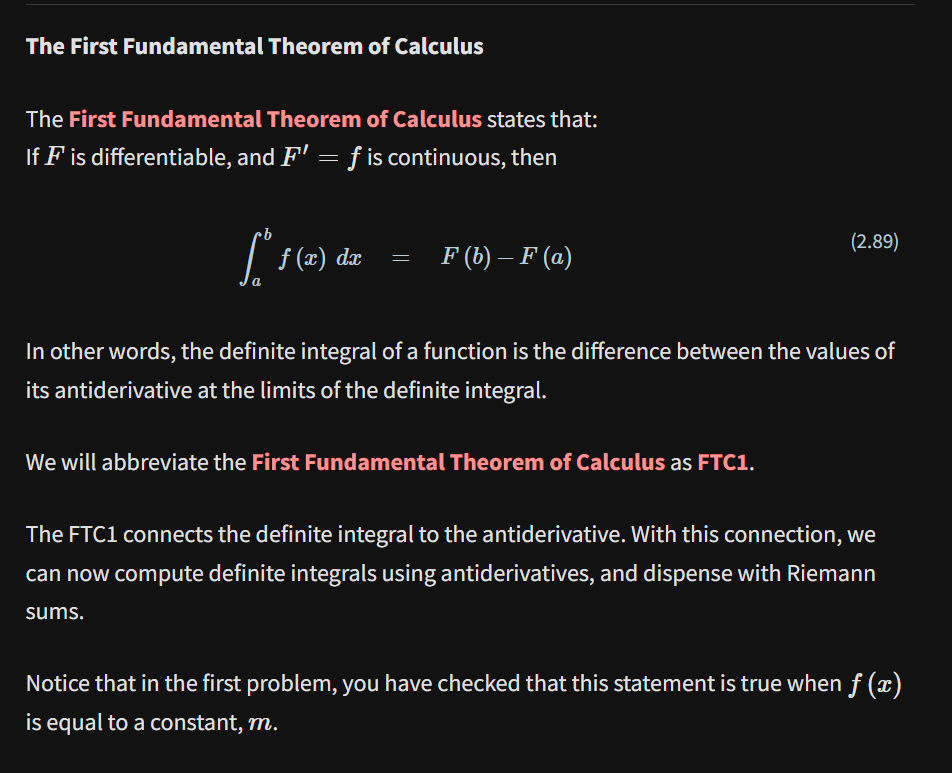 The First Fundamental Theorem of Calculus
The First Fundamental Theorem of Calculus states that:
If F is differentiable, and F′ = f is continuous, then
∫ₐᵇ f (x) dx = F (b) – F (a) (2.89)
In other words, the definite integral of a function is the difference between the values of
its antiderivative at the limits of the definite integral.
We will abbreviate the First Fundamental Theorem of Calculus as FTC1.
The FTC1 connects the definite integral to the antiderivative. With this connection, we
can now compute definite integrals using antiderivatives, and dispense with Riemann
sums.
Notice that in the first problem, you have checked that this statement is true when f (x)
is equal to a constant, m.